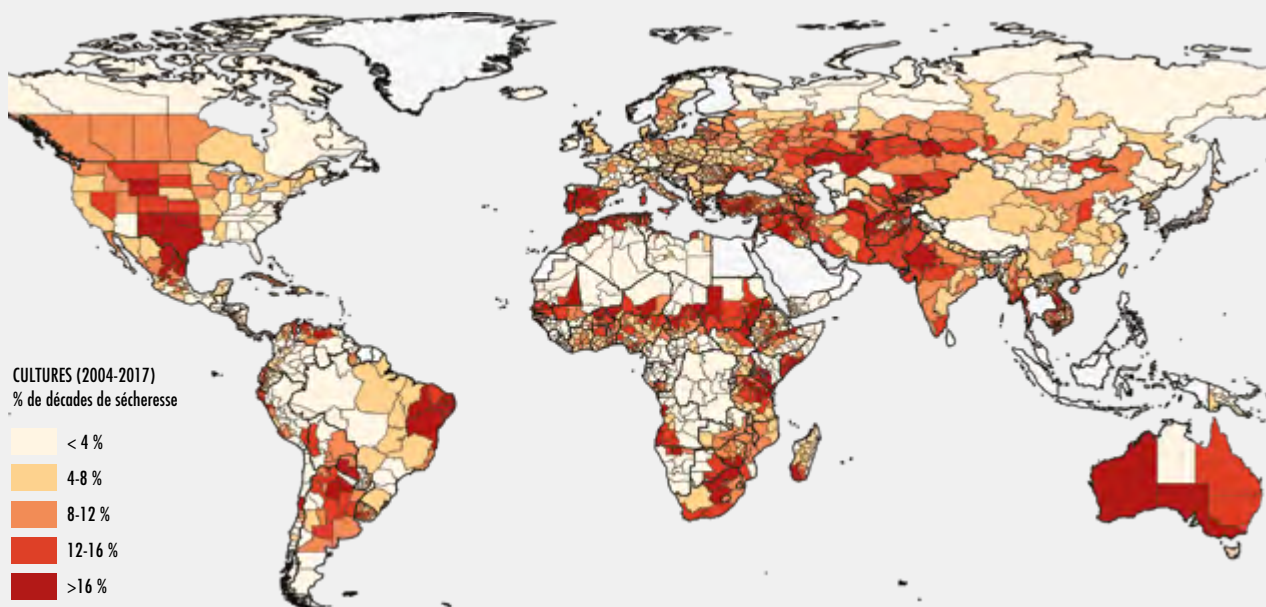 CULTURES (2004-2017)
% de décades de sécheresse
< 4 %
4-8 %
8-12 %
12-16 %
>16 %